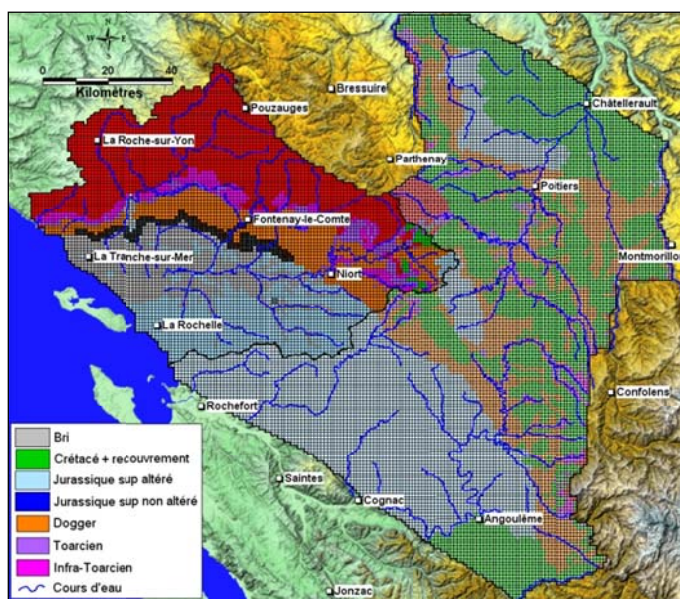 N
W E
S
0 20 40
Kilomètres
Bressuire
Pouzauges
Châtellerault
La Roche-sur-Yon
Parthenay
Poitiers
Fontenay-le-Comte
Montmorillon
La Tranche-sur-Mer
Niort
La Rochelle
Confolens
Rochefort
Saintes
Cognac
Angoulême
Jonzac
Bri
Crétacé + recouvrement
Jurassique sup altéré
Jurassique sup non altéré
Dogger
Toarcien
Infra-Toarcien
Cours d'eau